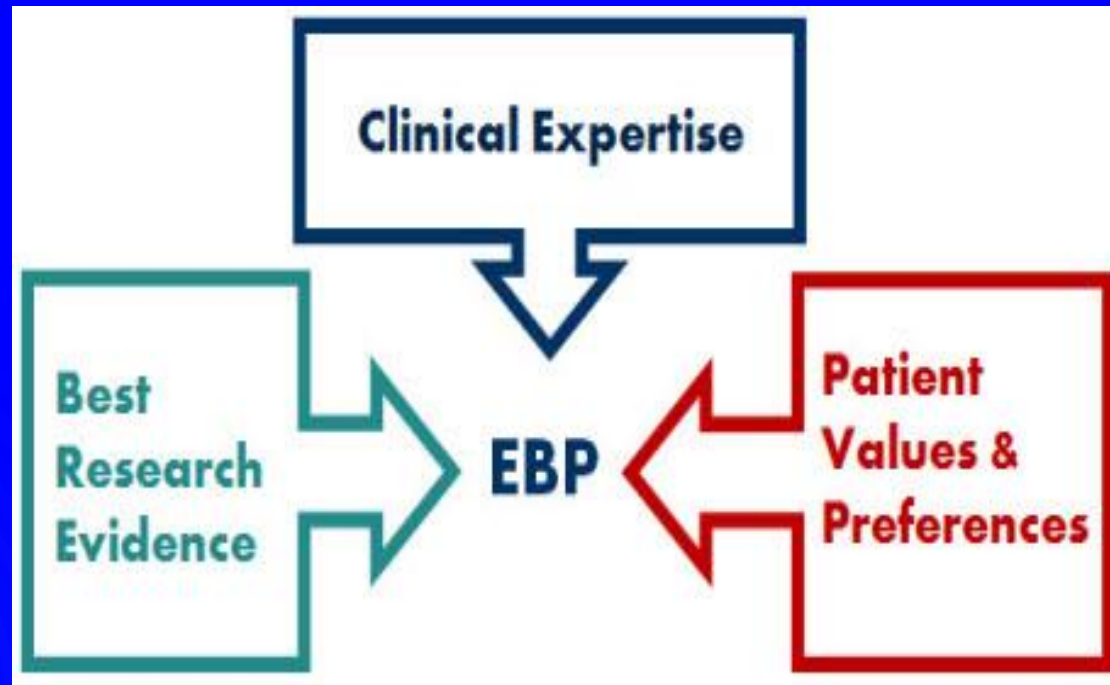 Clinical Expertise
Best
Research
Evidence
EBP
Patient
Values &
Preferences